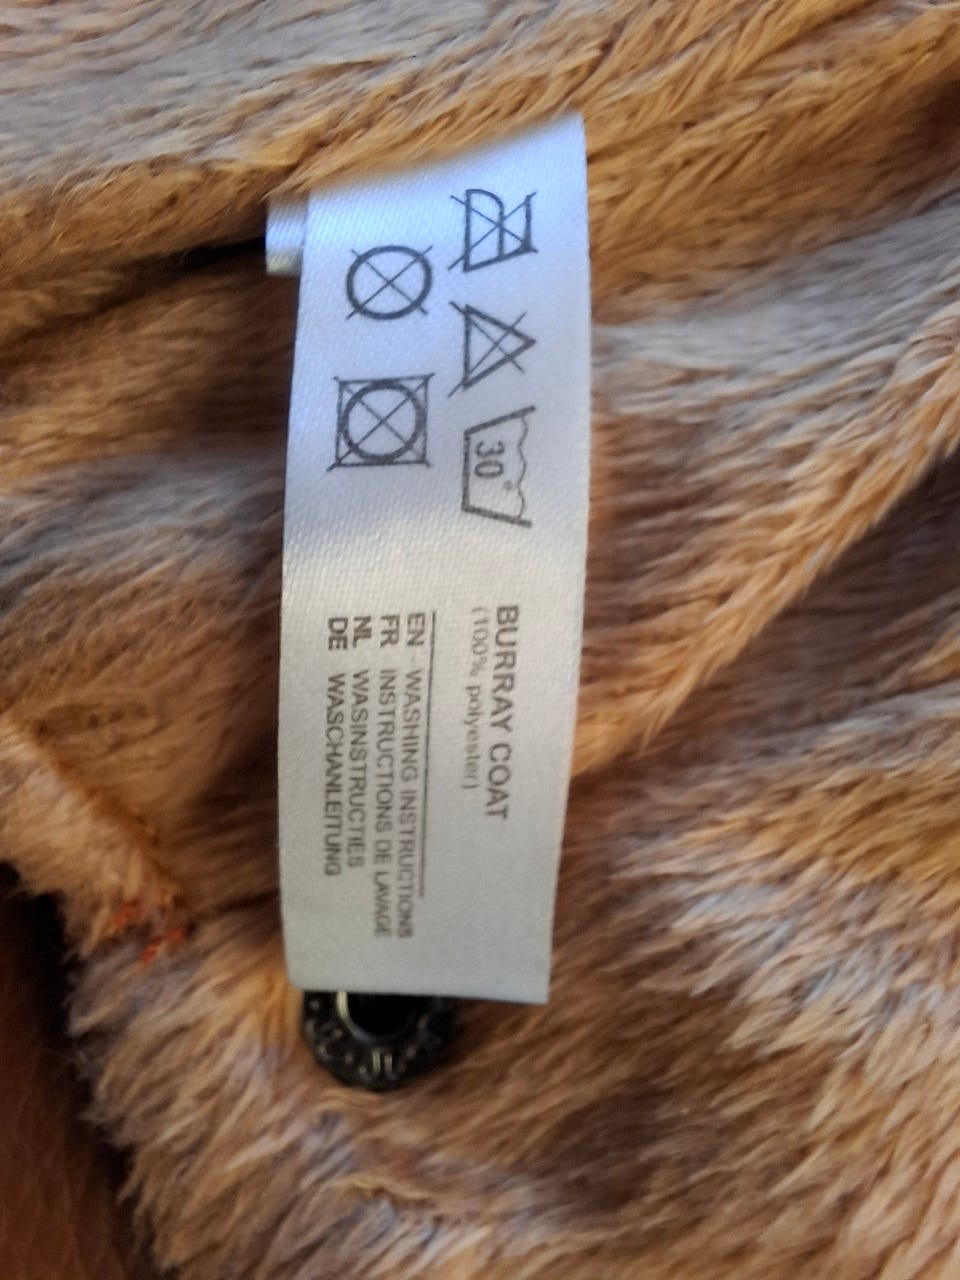 30°
BURRAY COAT
(100% polyester)
EN - WASHING INSTRUCTIONS
FR INSTRUCTIONS DE LAVAGE
NL WASINSTRUCTIES
DE WASCHANLEITUNG